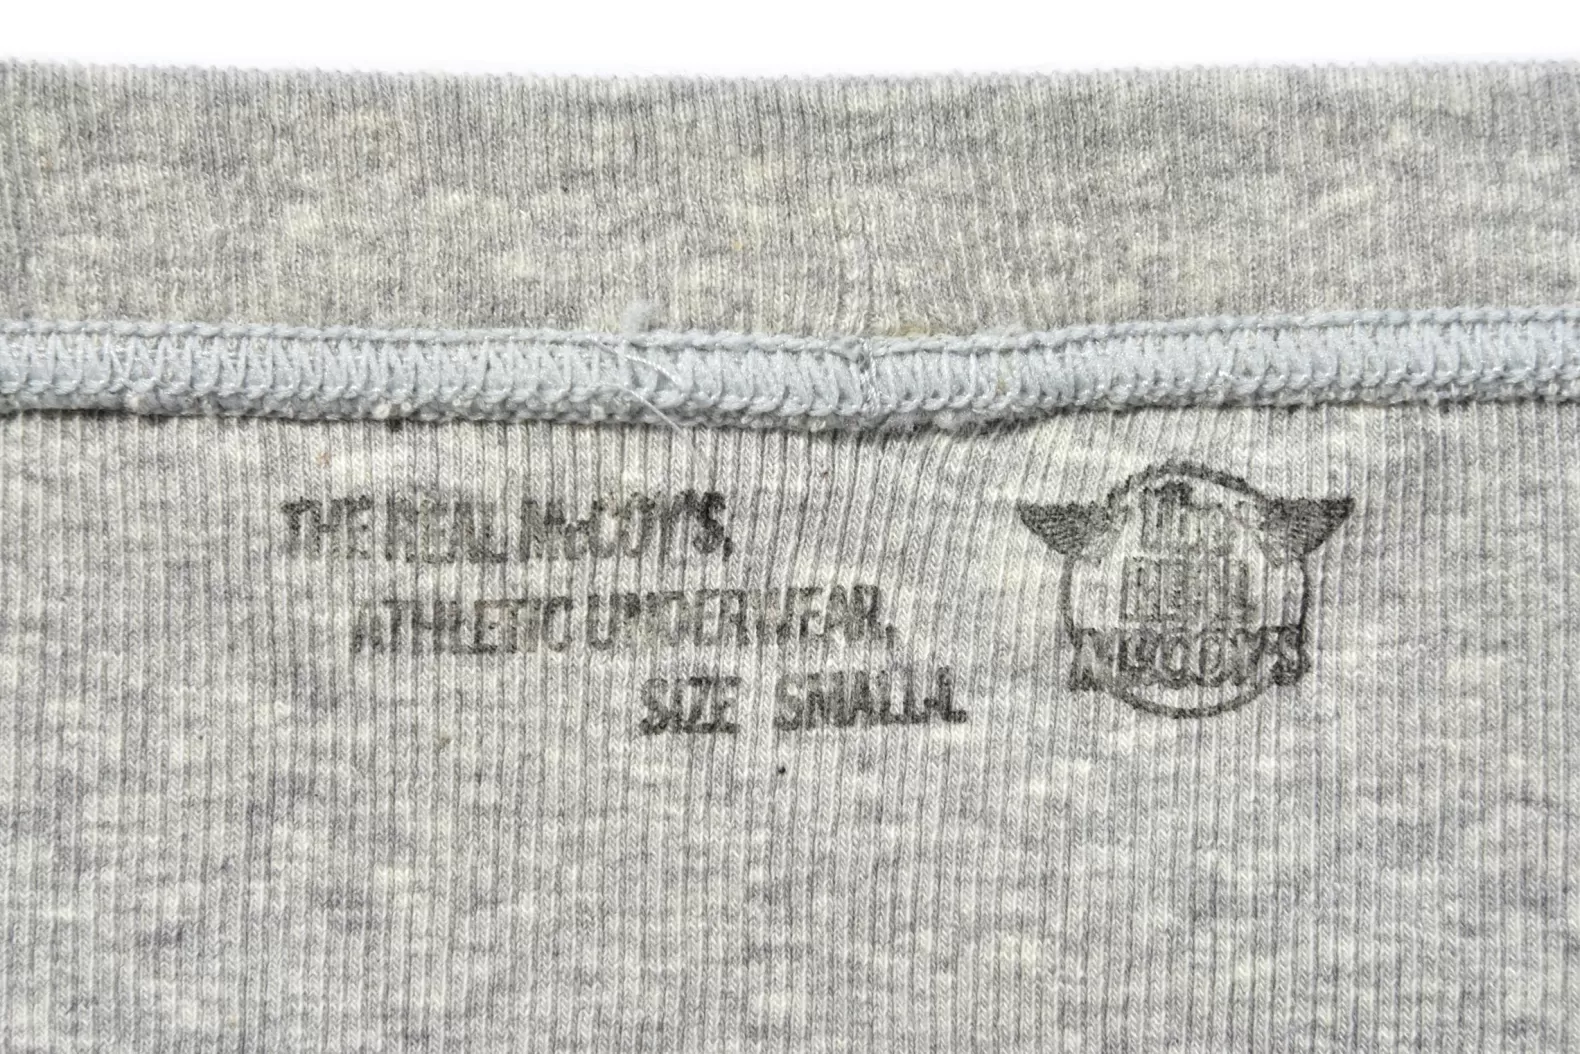 THE REAL McCOY'S,
ATHLETIC UNDERWEAR,
SIZE SMALL.
THE
REAL
McCOY'S